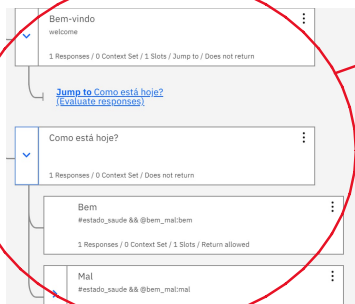 Bem-vindo
welcome
1 Responses / 0 Context Set / 1 Slots / Jump to / Does not return
Jump to Como está hoje?
(Evaluate responses)
Como está hoje?
1 Responses / 0 Context Set / Does not return
Bem
#estado_saude && @bem_mal:bem
1 Responses / 0 Context Set / 1 Slots / Return allowed
Mal
#estado_saude && @bem_mal:mal